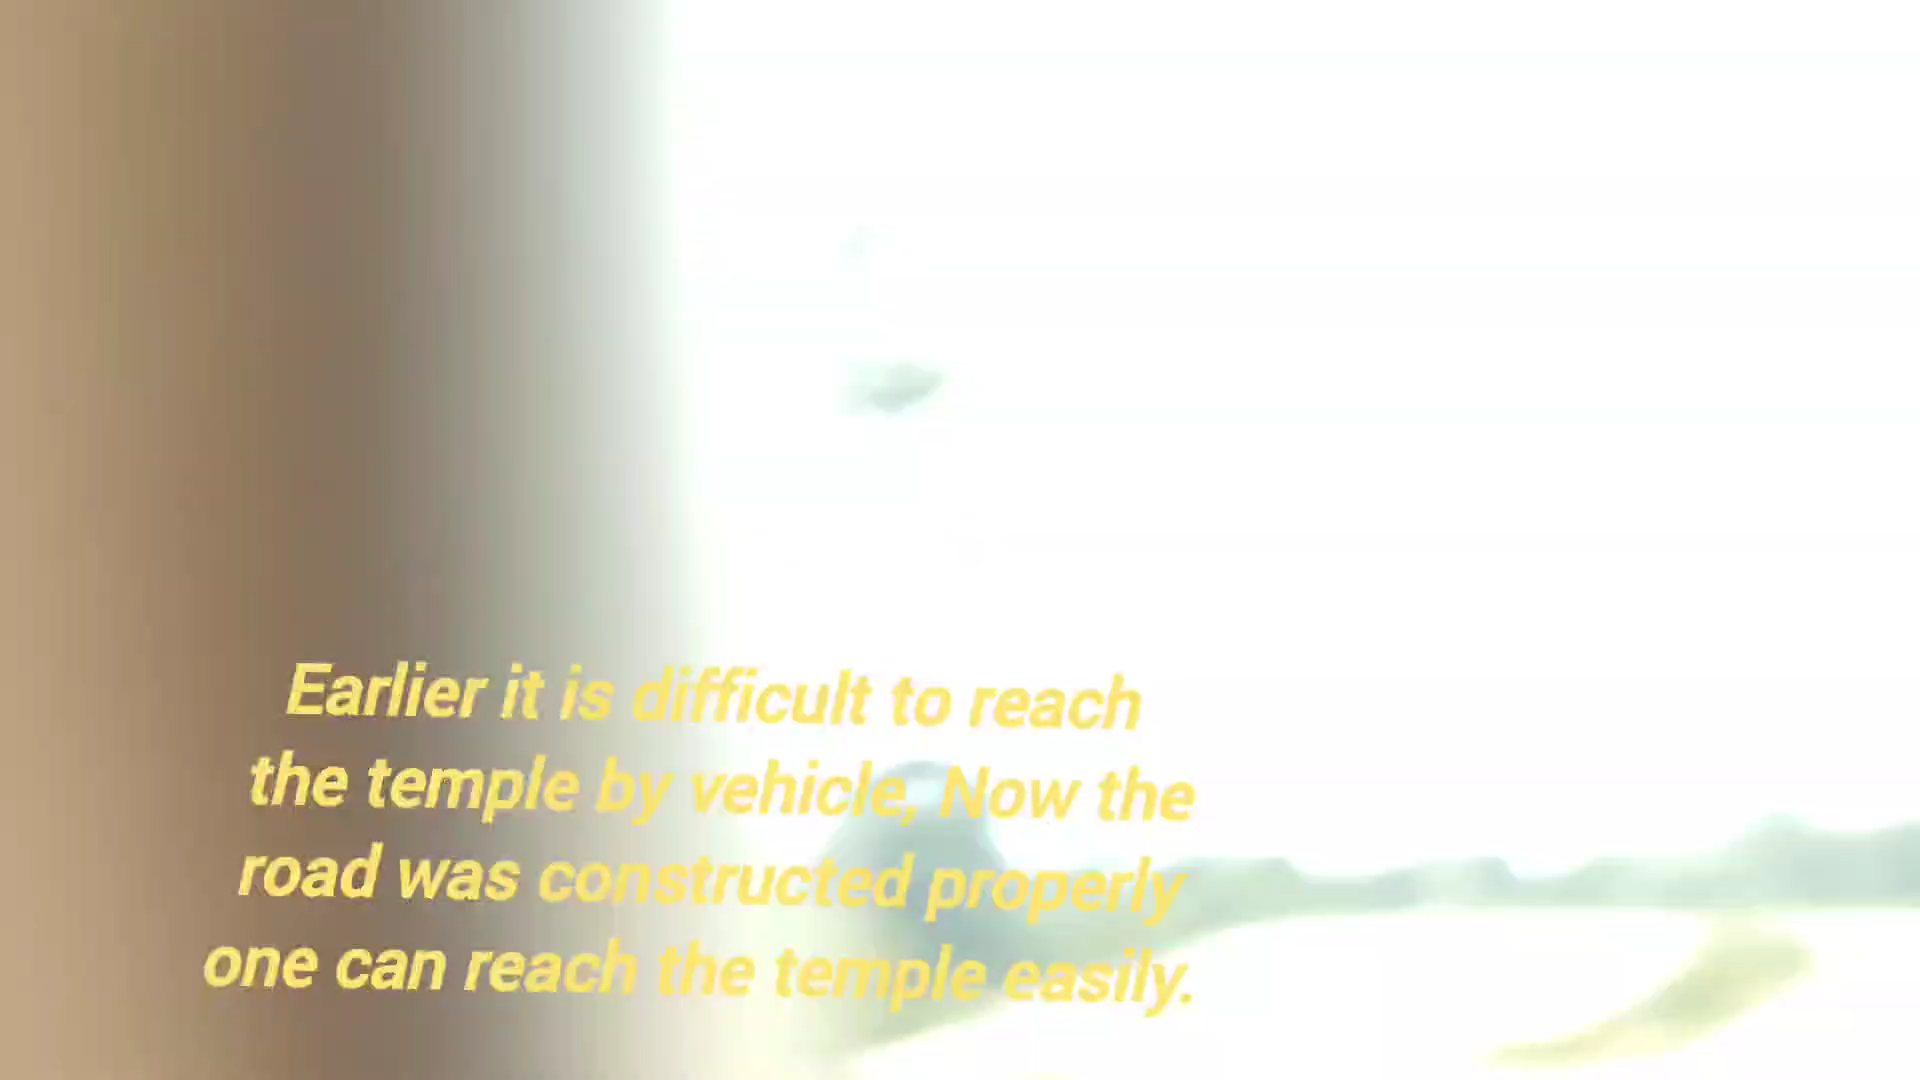 Earlier it is difficult to reach
the temple by vehicle, Now the
road was constructed properly
one can reach the temple easily.